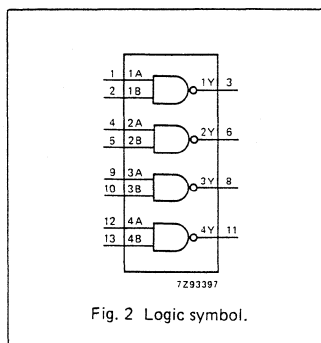 1 1A 1Y 3
2 1B
4 2A 2Y 6
5 2B
9 3A 3Y 8
10 3B
12 4A 4Y 11
13 4B
7Z93397
Fig. 2 Logic symbol.